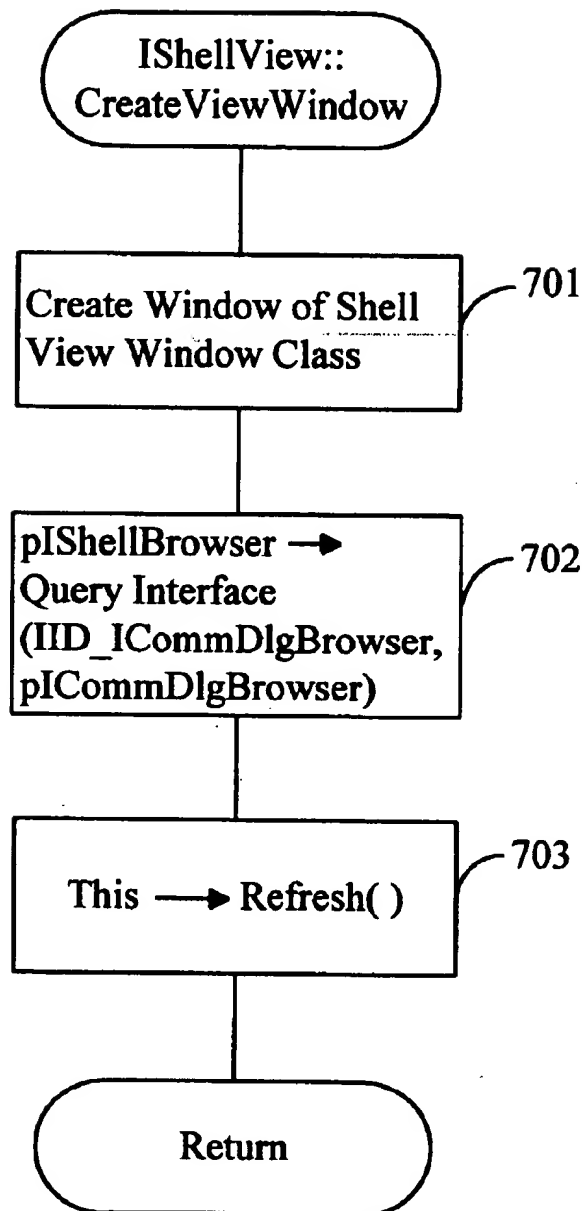 IShellView::
CreateViewWindow
Create Window of Shell
View Window Class
701
pIShellBrowser →
Query Interface
(IID_ICommDlgBrowser,
pICommDlgBrowser)
702
This → Refresh( )
703
Return